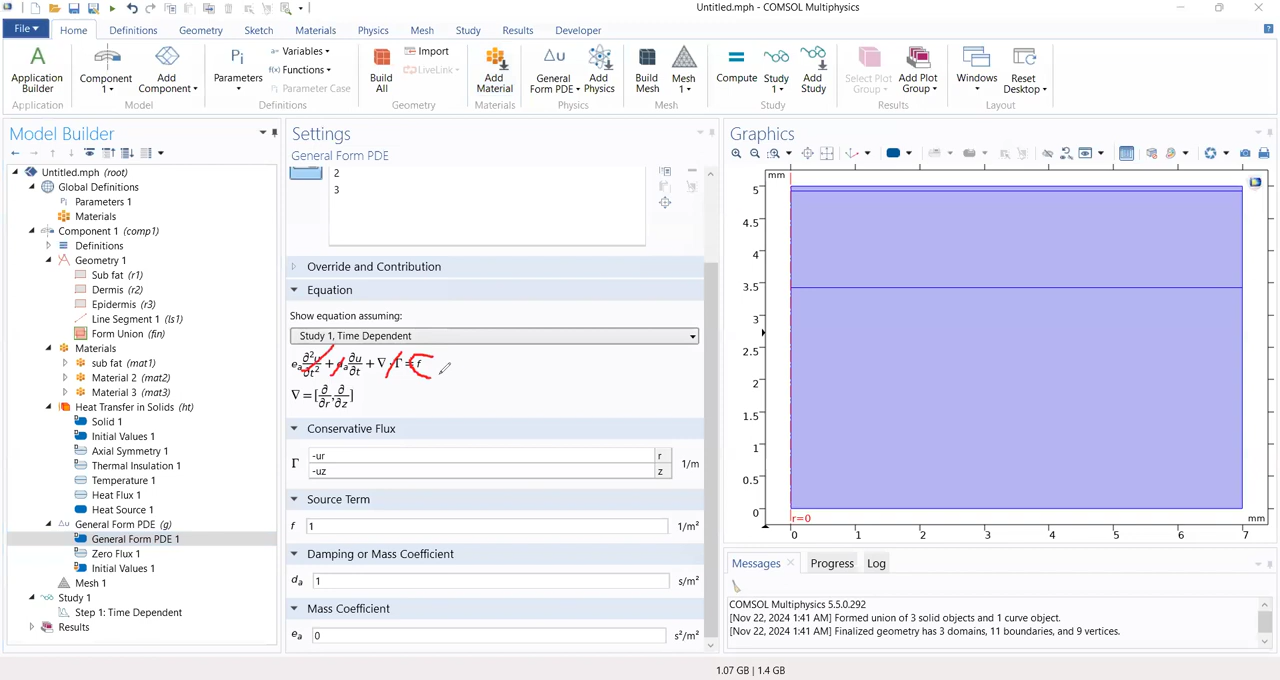 Untitled.mph - COMSOL Multiphysics
File Home Definitions Geometry Sketch Materials Physics Mesh Study Results Developer
Application Builder
Application
Component 1
Add Component
Model
Parameters
a= Variables
f(x) Functions
Pi Parameter Case
Definitions
Build All
Import
LiveLink
Geometry
Add Material
Materials
General Form PDE
Add Physics
Physics
Build Mesh
Mesh 1
Mesh
Compute
Study 1
Add Study
Study
Select Plot Group
Add Plot Group
Results
Windows
Reset Desktop
Layout
Model Builder
Untitled.mph (root)
Global Definitions
Pi Parameters 1
Materials
Component 1 (comp1)
Definitions
Geometry 1
Sub fat (r1)
Dermis (r2)
Epidermis (r3)
Line Segment 1 (ls1)
Form Union (fin)
Materials
sub fat (mat1)
Material 2 (mat2)
Material 3 (mat3)
Heat Transfer in Solids (ht)
Solid 1
Initial Values 1
Axial Symmetry 1
Thermal Insulation 1
Temperature 1
Heat Flux 1
Heat Source 1
Δu General Form PDE (g)
General Form PDE 1
Zero Flux 1
Initial Values 1
Mesh 1
Study 1
Step 1: Time Dependent
Results
Settings
General Form PDE
2
3
Override and Contribution
Equation
Show equation assuming:
Study 1, Time Dependent
eₐ ∂²u/∂t² + dₐ ∂u/∂t + ∇ · Γ = f
∇ = [∂/∂r, ∂/∂z]
Conservative Flux
Γ -ur r 1/m
-uz z
Source Term
f 1 1/m²
Damping or Mass Coefficient
dₐ 1 s/m²
Mass Coefficient
eₐ 0 s²/m²
Graphics
mm
5
4.5
4
3.5
3
2.5
2
1.5
1
0.5
0
r=0
mm
0 1 2 3 4 5 6 7
Messages Progress Log
COMSOL Multiphysics 5.5.0.292
[Nov 22, 2024 1:41 AM] Formed union of 3 solid objects and 1 curve object.
[Nov 22, 2024 1:41 AM] Finalized geometry has 3 domains, 11 boundaries, and 9 vertices.
1.07 GB | 1.4 GB